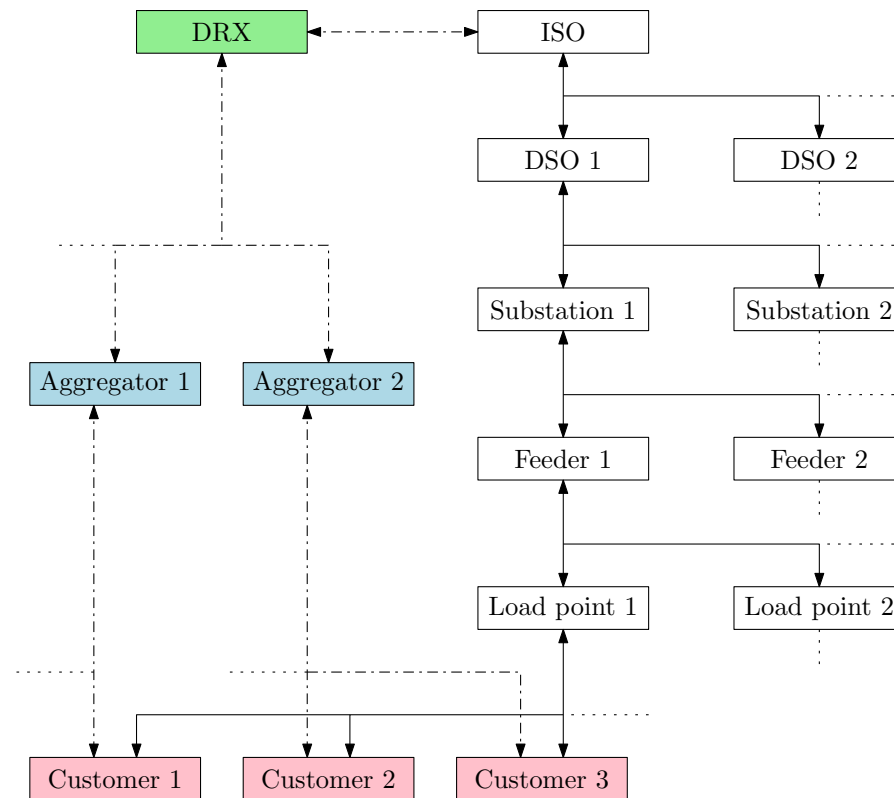 DRX
ISO
DSO 1
DSO 2
Substation 1
Substation 2
Aggregator 1
Aggregator 2
Feeder 1
Feeder 2
Load point 1
Load point 2
Customer 1
Customer 2
Customer 3